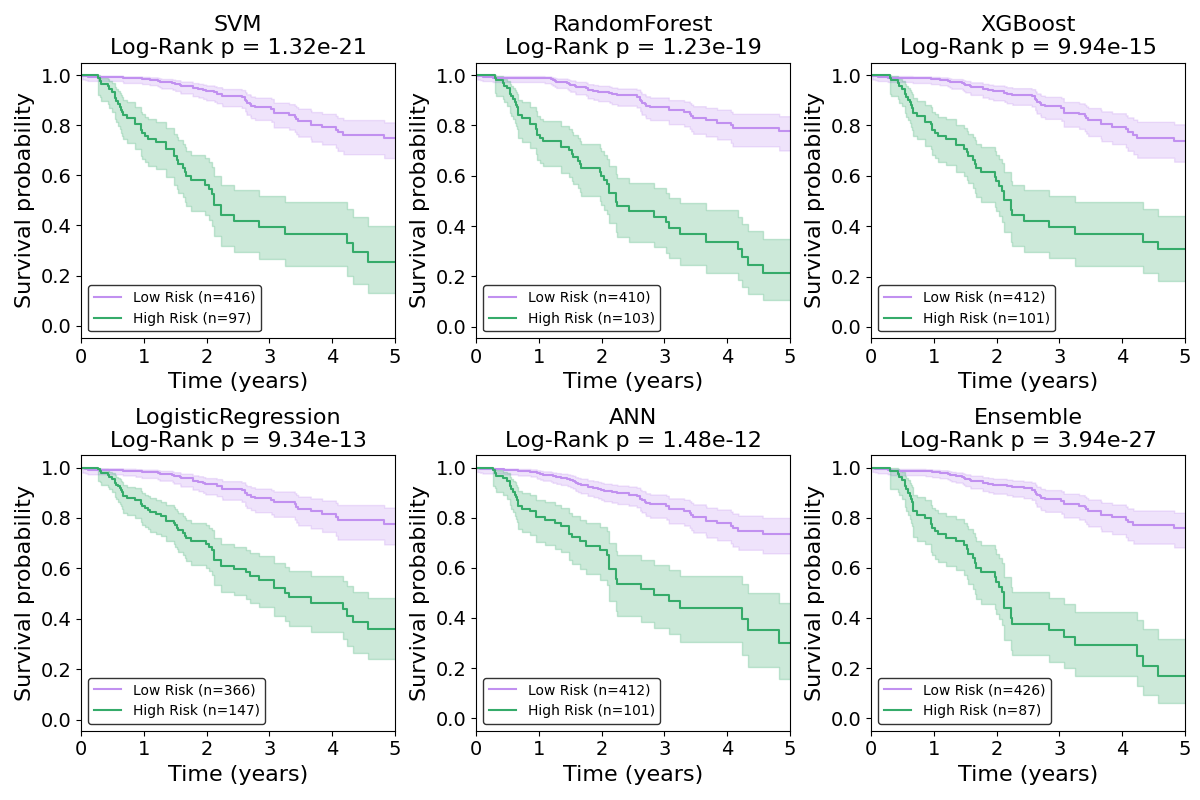 SVM
Log-Rank p = 1.32e-21
Survival probability
1.0
0.8
0.6
0.4
0.2
0.0
Low Risk (n=416)
High Risk (n=97)
0 1 2 3 4 5
Time (years)
RandomForest
Log-Rank p = 1.23e-19
Survival probability
1.0
0.8
0.6
0.4
0.2
0.0
Low Risk (n=410)
High Risk (n=103)
0 1 2 3 4 5
Time (years)
XGBoost
Log-Rank p = 9.94e-15
Survival probability
1.0
0.8
0.6
0.4
0.2
0.0
Low Risk (n=412)
High Risk (n=101)
0 1 2 3 4 5
Time (years)
LogisticRegression
Log-Rank p = 9.34e-13
Survival probability
1.0
0.8
0.6
0.4
0.2
0.0
Low Risk (n=366)
High Risk (n=147)
0 1 2 3 4 5
Time (years)
ANN
Log-Rank p = 1.48e-12
Survival probability
1.0
0.8
0.6
0.4
0.2
0.0
Low Risk (n=412)
High Risk (n=101)
0 1 2 3 4 5
Time (years)
Ensemble
Log-Rank p = 3.94e-27
Survival probability
1.0
0.8
0.6
0.4
0.2
0.0
Low Risk (n=426)
High Risk (n=87)
0 1 2 3 4 5
Time (years)